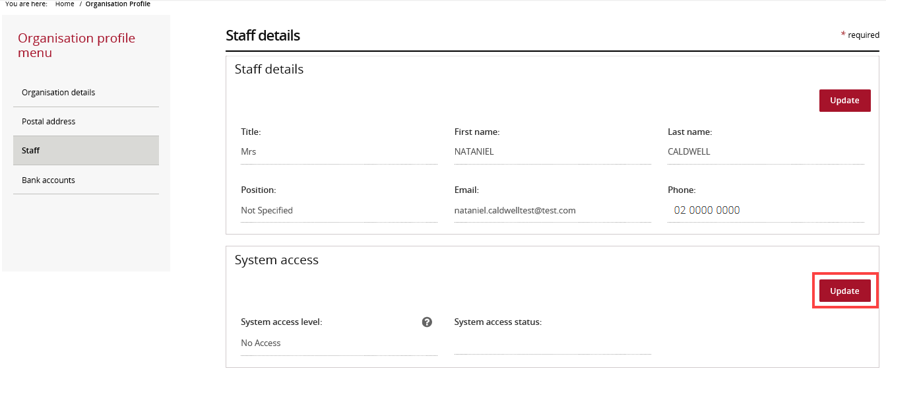 You are here: Home / Organisation Profile
Organisation profile
menu
Organisation details
Postal address
Staff
Bank accounts
Staff details
* required
Staff details
Update
Title: First name: Last name:
Mrs NATANIEL CALDWELL
Position: Email: Phone:
Not Specified nataniel.caldwelltest@test.com 02 0000 0000
System access
Update
System access level: ? System access status:
No Access